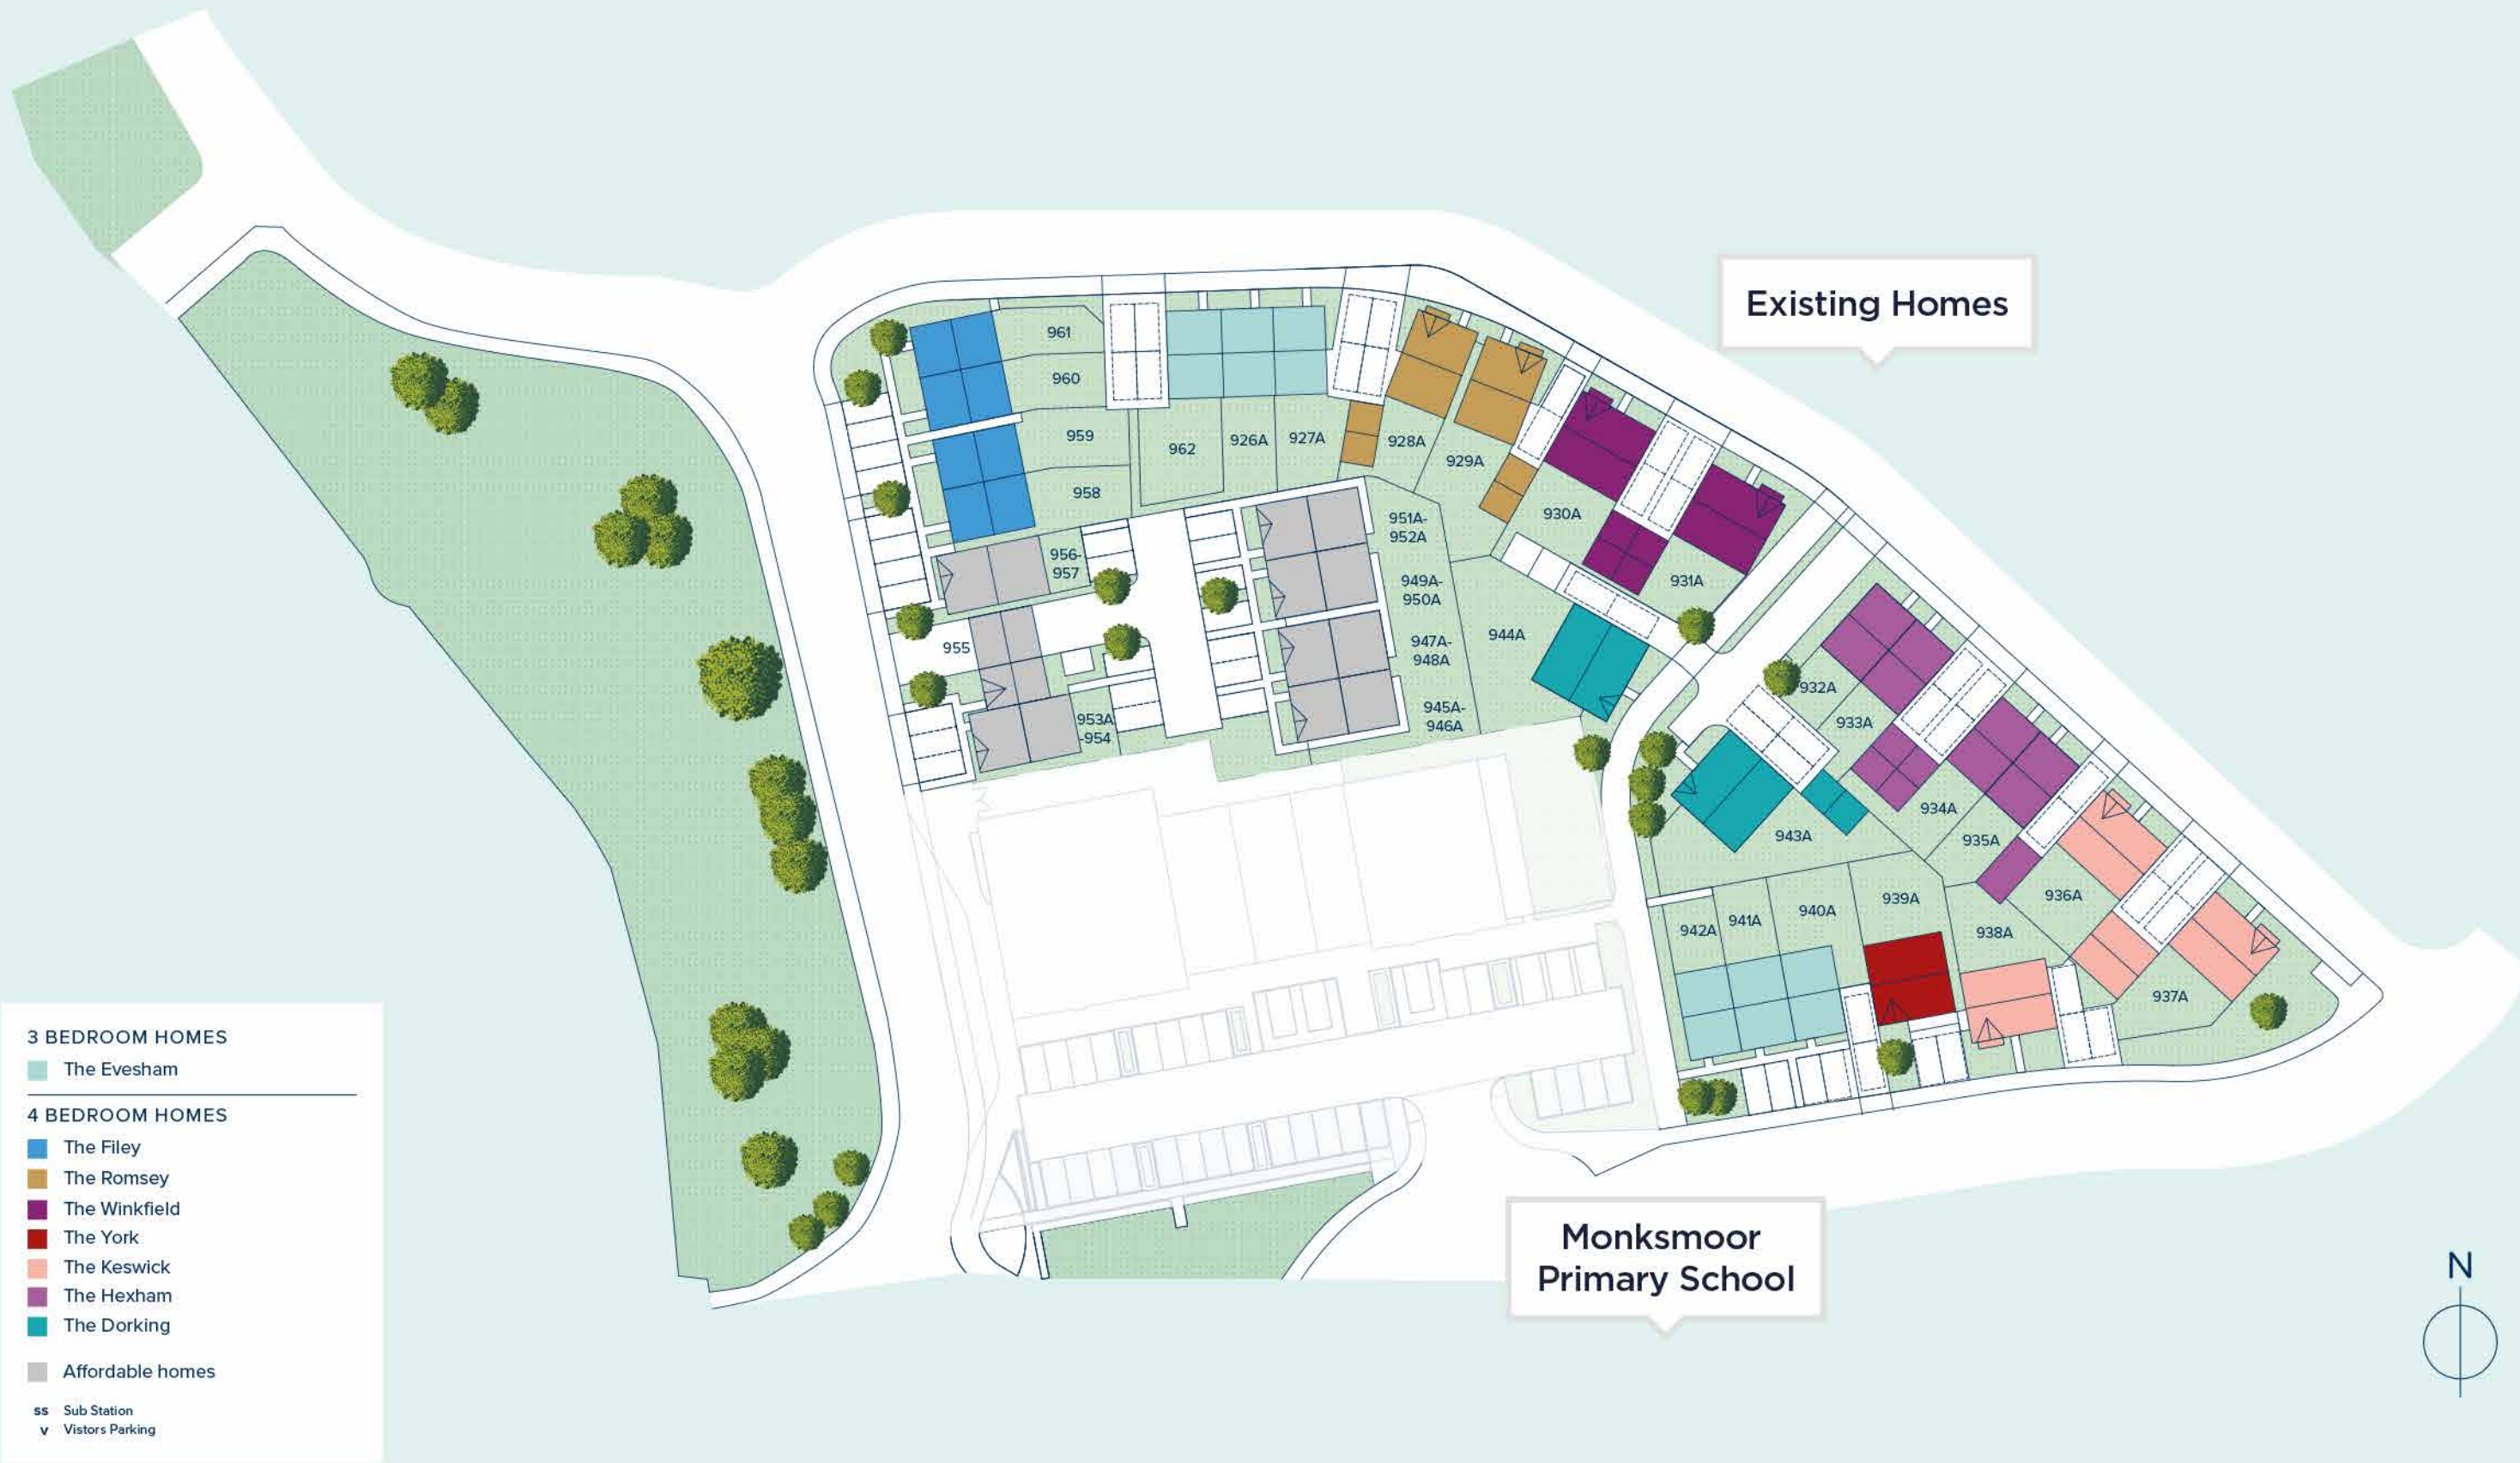 Existing Homes
961
960
959
958
962
926A
927A
928A
929A
930A
931A
951A-
952A
949A-
950A
947A-
948A
945A-
946A
944A
956-
957
955
953A
-954
932A
933A
934A
935A
943A
936A
937A
938A
939A
940A
941A
942A
3 BEDROOM HOMES
The Evesham
4 BEDROOM HOMES
The Filey
The Romsey
The Winkfield
The York
The Keswick
The Hexham
The Dorking
Affordable homes
ss Sub Station
v Vistors Parking
Monksmoor
Primary School
N